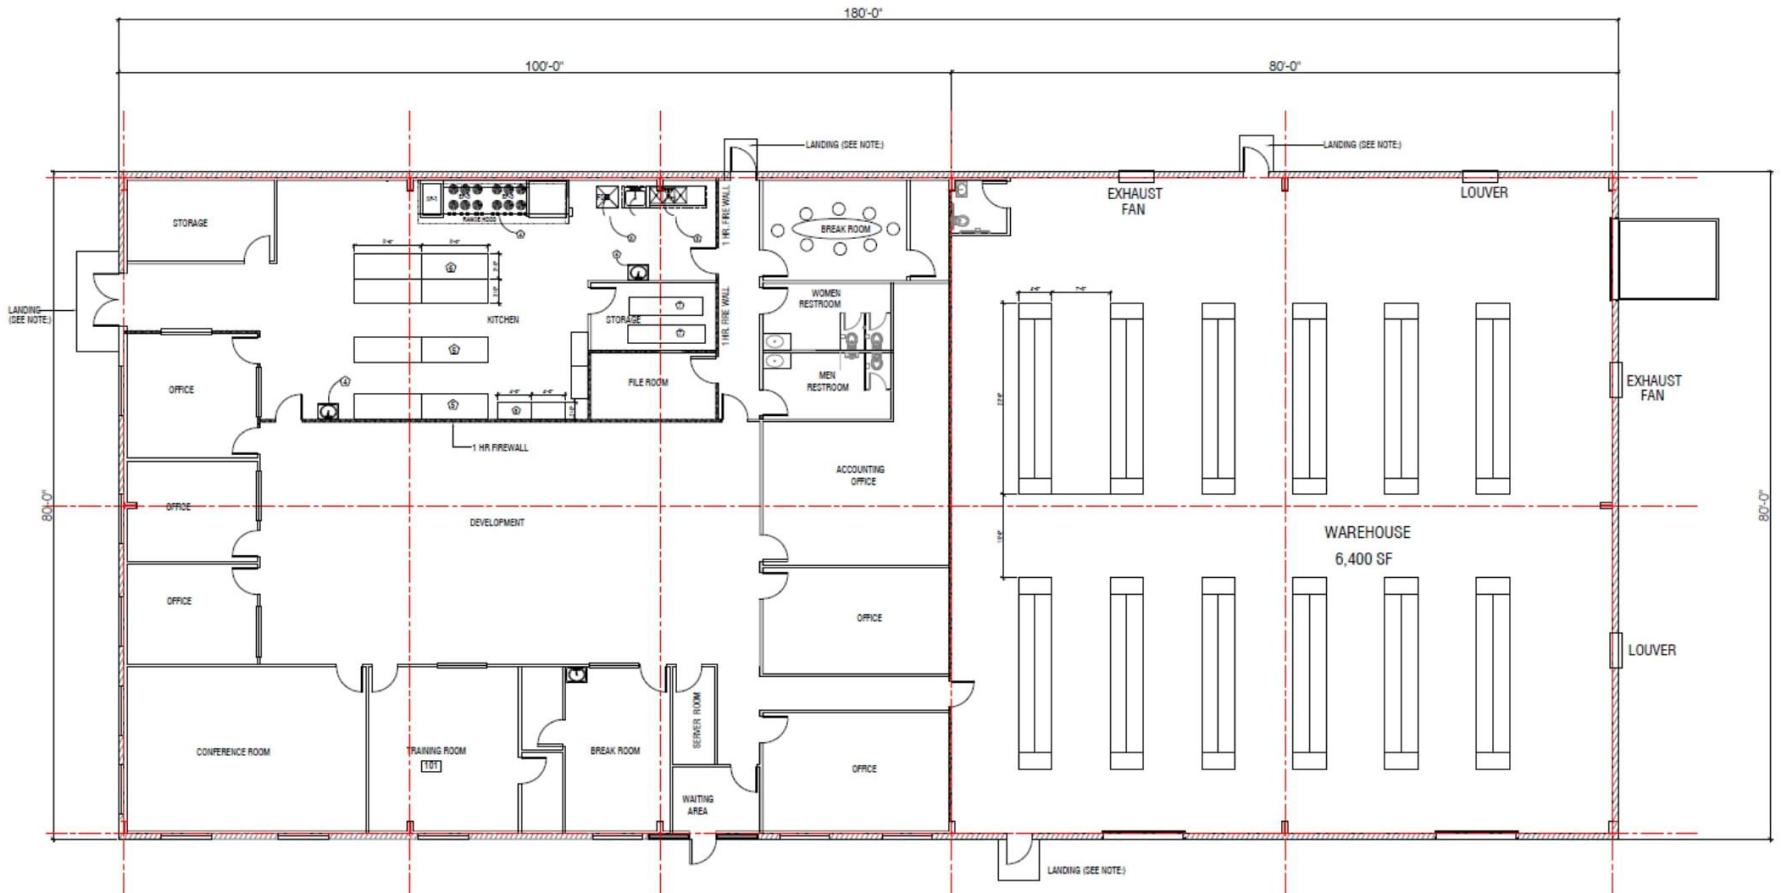 180'-0"
100'-0"
80'-0"
LANDING (SEE NOTE:)
LANDING (SEE NOTE:)
EXHAUST
FAN
LOUVER
STORAGE
RANGE HOOD
1 HR. FIRE WALL
BREAK ROOM
LANDING
(SEE NOTE:)
KITCHEN
STORAGE
1 HR. FIRE WALL
WOMEN
RESTROOM
OFFICE
FILE ROOM
MEN
RESTROOM
EXHAUST
FAN
1 HR FIREWALL
ACCOUNTING
OFFICE
80'-0"
OFFICE
DEVELOPMENT
WAREHOUSE
6,400 SF
80'-0"
OFFICE
OFFICE
LOUVER
CONFERENCE ROOM
TRAINING ROOM
101
BREAK ROOM
SERVER ROOM
OFFICE
WAITING
AREA
LANDING (SEE NOTE:)